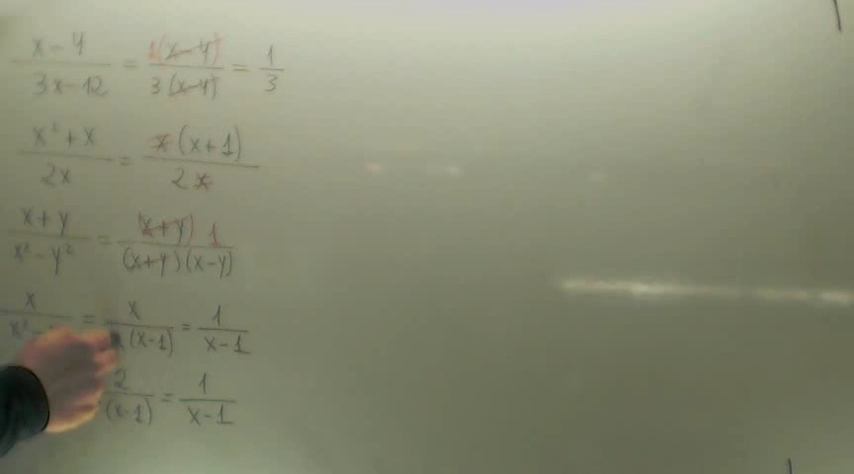 x-4 / 3x-12 = 1(x-4) / 3(x-4) = 1/3
x²+x / 2x = x(x+1) / 2x
x+y / x²-y² = (x+y) 1 / (x+y)(x-y)
x / x² = x / x(x-1) = 1 / x-1
2 / (x-1) = 1 / x-1